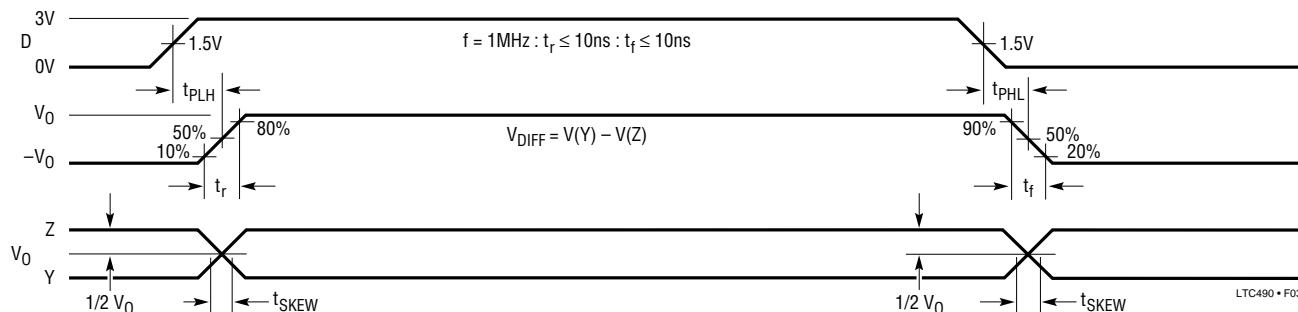 3V
D
1.5V
f = 1MHz : tr ≤ 10ns : tf ≤ 10ns
1.5V
0V
tPLH
tPHL
VO
50%
80%
VDIFF = V(Y) – V(Z)
90%
50%
10%
20%
–VO
tr
tf
Z
VO
Y
1/2 VO
tSKEW
1/2 VO
tSKEW
LTC490 • F03